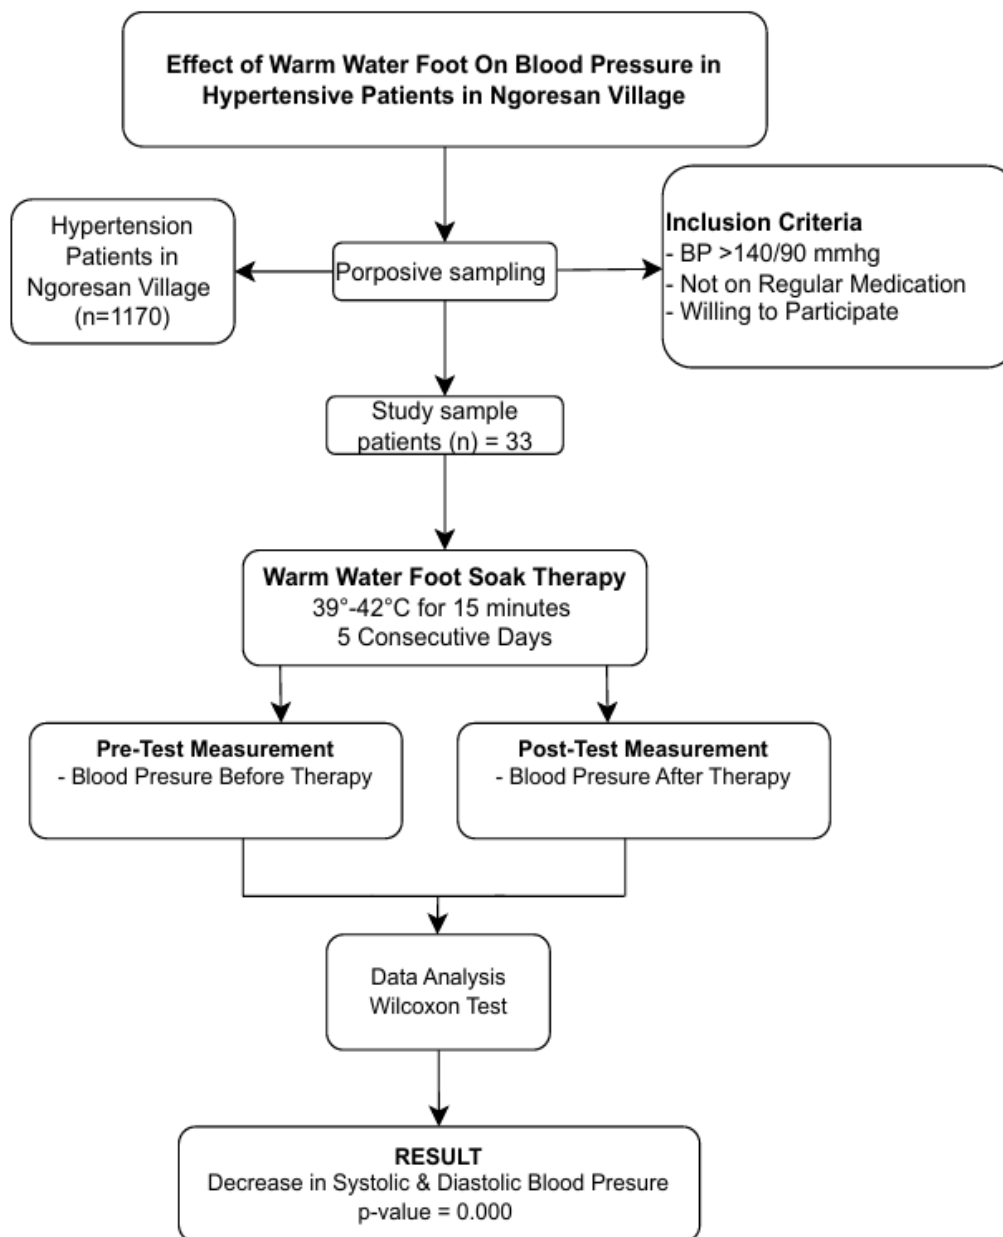 Effect of Warm Water Foot On Blood Pressure in
Hypertensive Patients in Ngoresan Village
Hypertension
Patients in
Ngoresan Village
(n=1170)
Porposive sampling
Inclusion Criteria
- BP >140/90 mmhg
- Not on Regular Medication
- Willing to Participate
Study sample
patients (n) = 33
Warm Water Foot Soak Therapy
39°-42°C for 15 minutes
5 Consecutive Days
Pre-Test Measurement
- Blood Presure Before Therapy
Post-Test Measurement
- Blood Presure After Therapy
Data Analysis
Wilcoxon Test
RESULT
Decrease in Systolic & Diastolic Blood Presure
p-value = 0.000